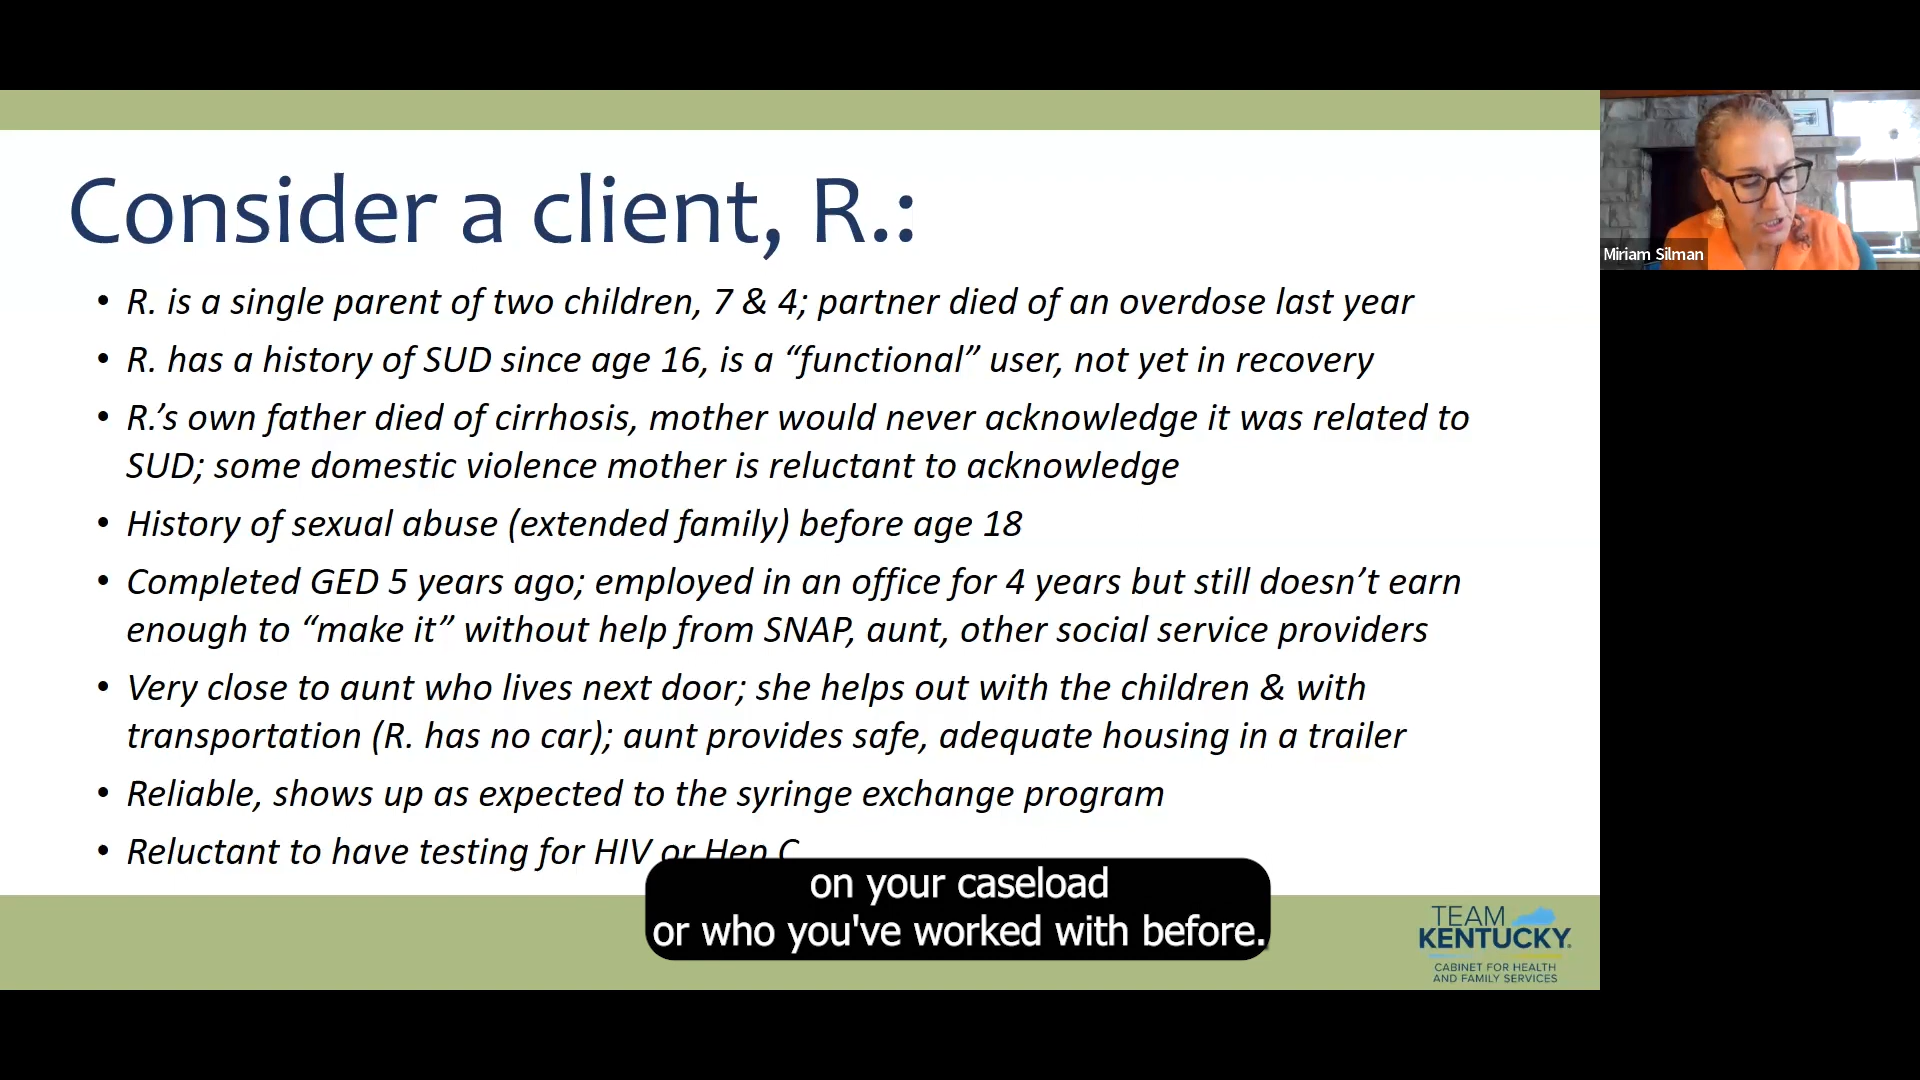 Consider a client, R.:
• R. is a single parent of two children, 7 & 4; partner died of an overdose last year
• R. has a history of SUD since age 16, is a “functional” user, not yet in recovery
• R.’s own father died of cirrhosis, mother would never acknowledge it was related to
SUD; some domestic violence mother is reluctant to acknowledge
• History of sexual abuse (extended family) before age 18
• Completed GED 5 years ago; employed in an office for 4 years but still doesn’t earn
enough to “make it” without help from SNAP, aunt, other social service providers
• Very close to aunt who lives next door; she helps out with the children & with
transportation (R. has no car); aunt provides safe, adequate housing in a trailer
• Reliable, shows up as expected to the syringe exchange program
• Reluctant to have testing for HIV or Hep C
on your caseload
or who you've worked with before.
TEAM
KENTUCKY®
CABINET FOR HEALTH
AND FAMILY SERVICES
Miriam Silman